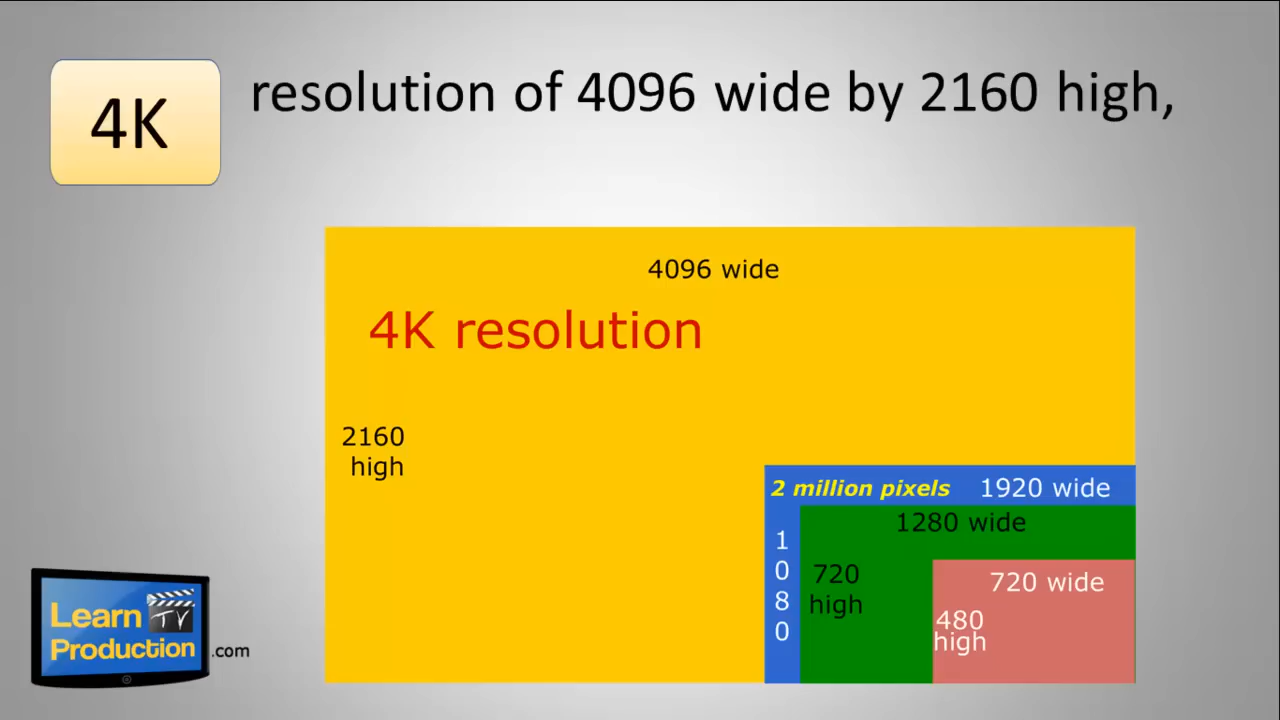 4K
resolution of 4096 wide by 2160 high,
4096 wide
4K resolution
2160
high
2 million pixels
1920 wide
1
0
8
0
1280 wide
720
high
720 wide
480
high
Learn
TV
Production
.com